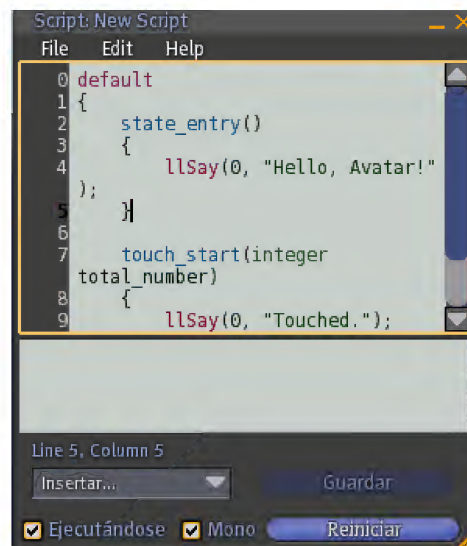 Script: New Script
File Edit Help
0 default
1 {
2 state_entry()
3 {
4 llSay(0, "Hello, Avatar!"
);
5 }
6
7 touch_start(integer
total_number)
8 {
9 llSay(0, "Touched.");
Line 5, Column 5
Insertar...
Guardar
Ejecutándose Mono Reiniciar